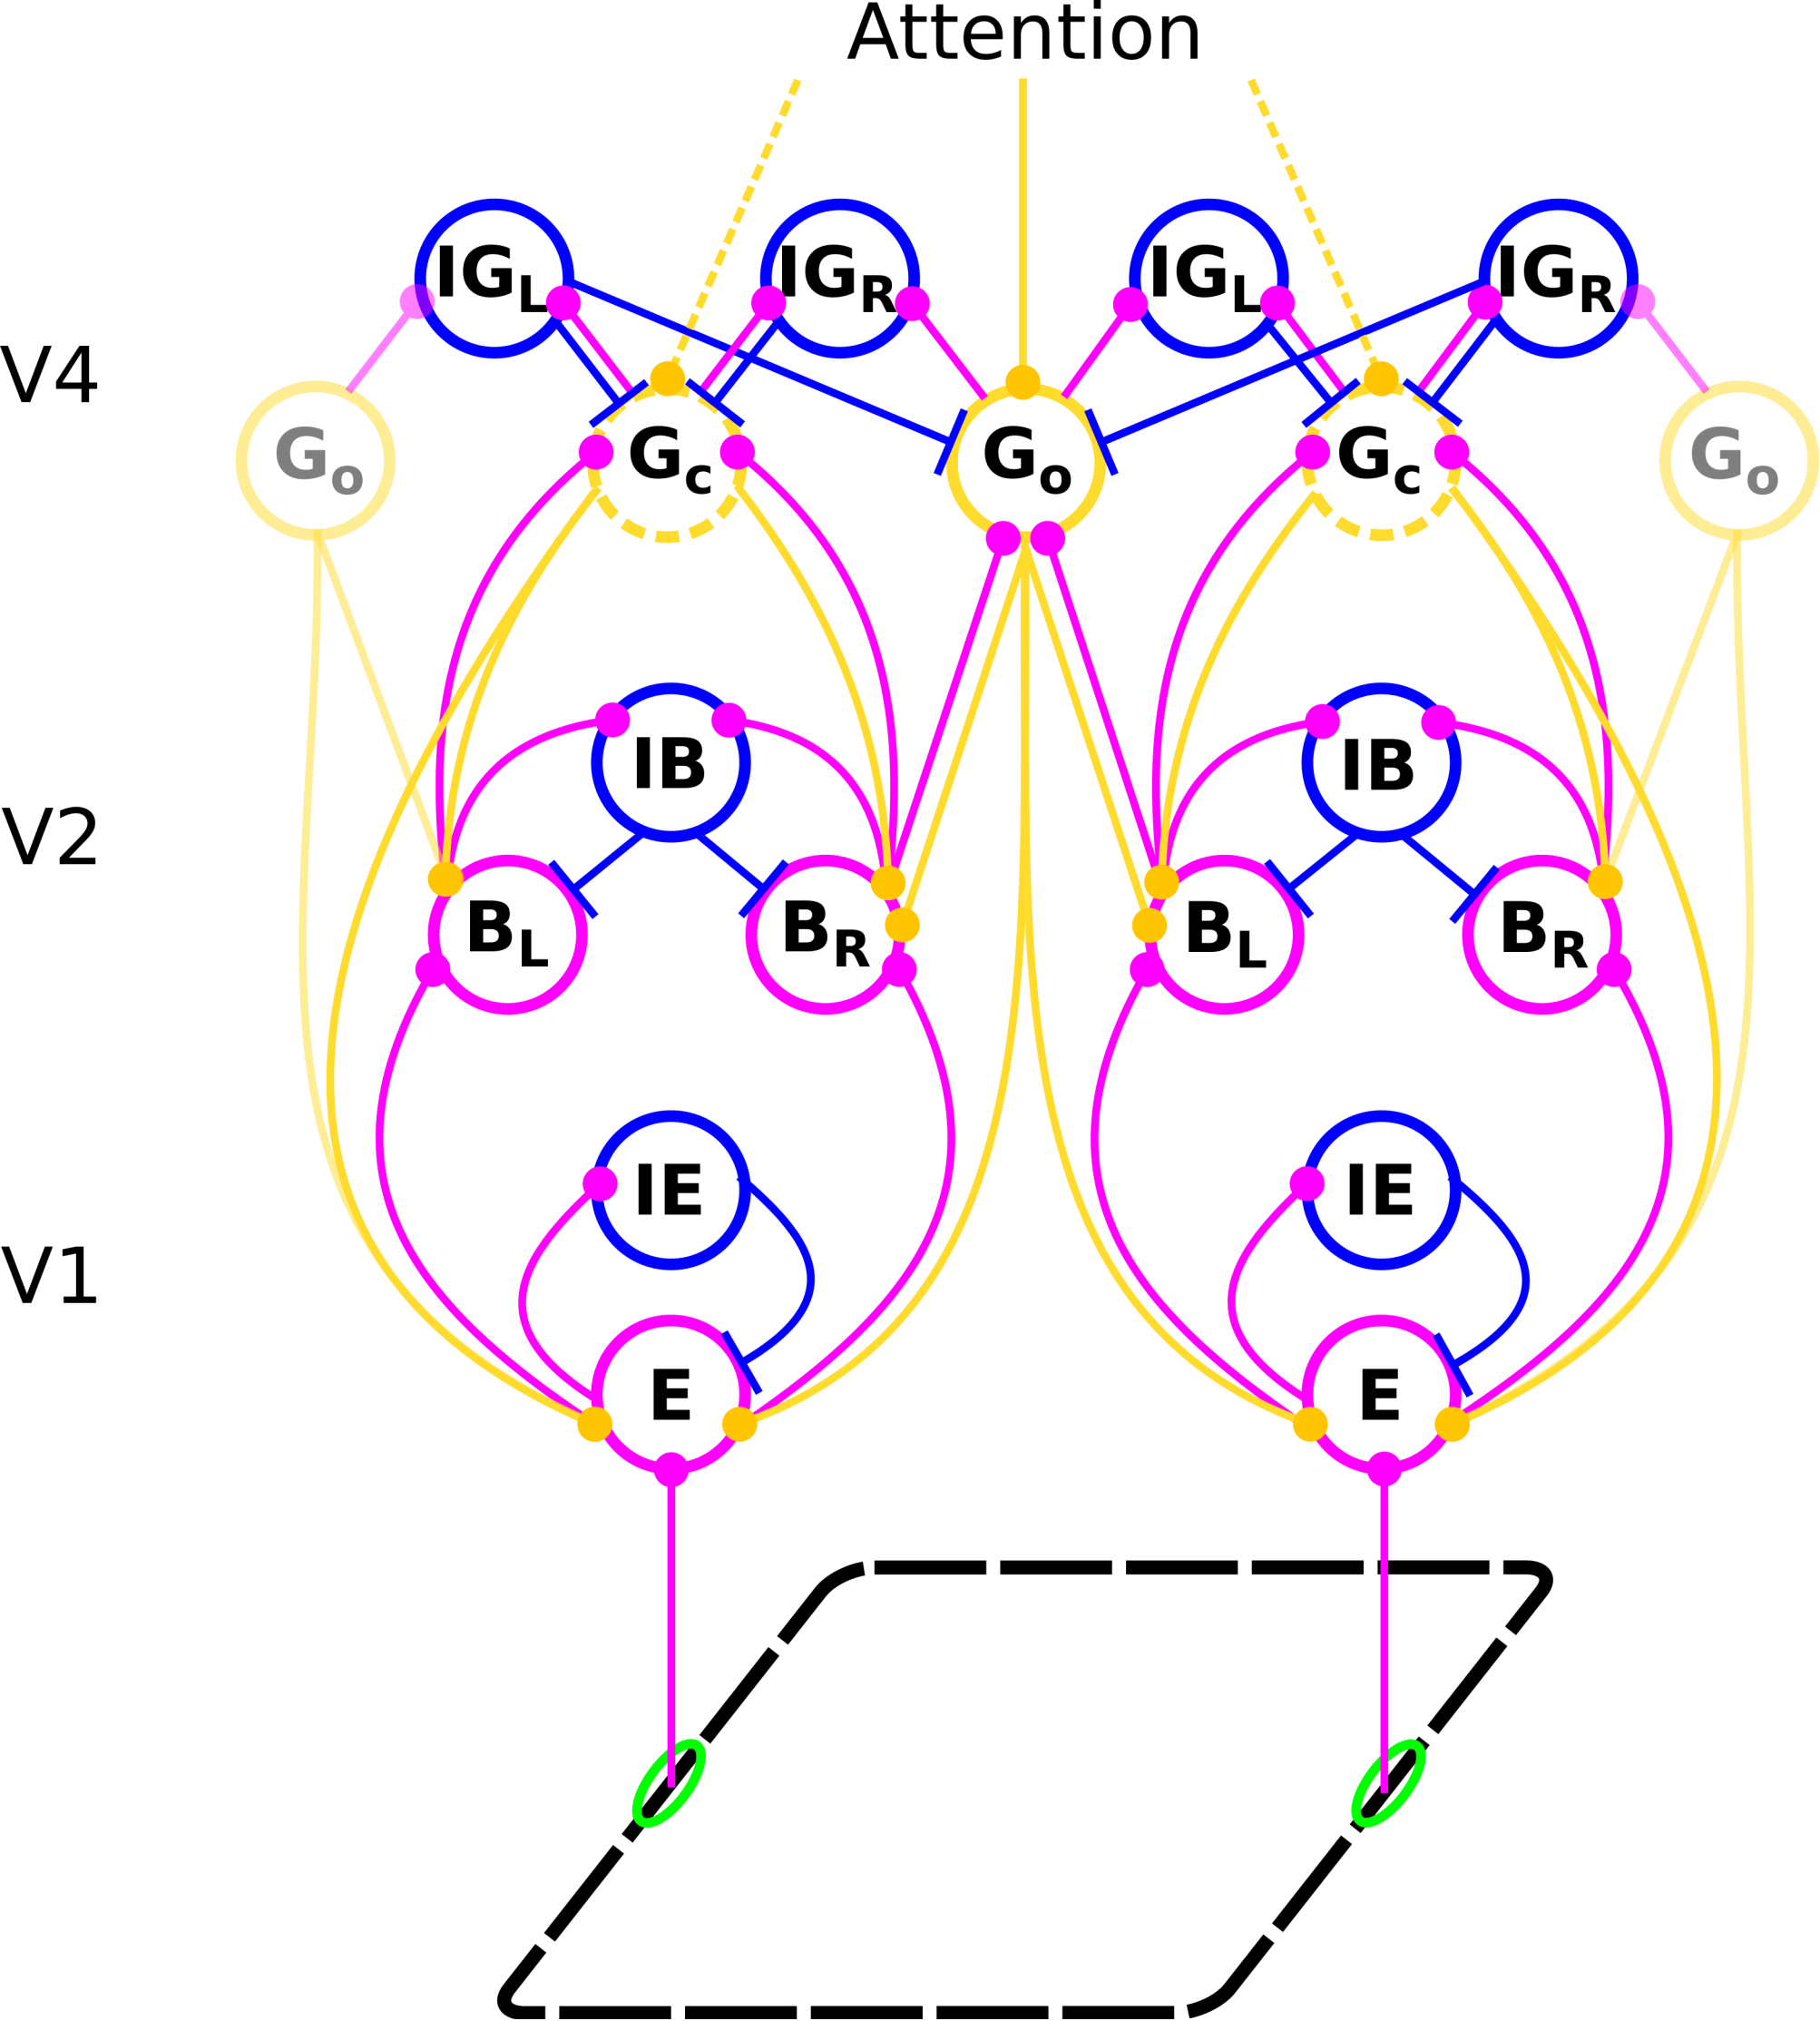 Attention
IGL IGR IGL IGR
V4
Go Gc Go Gc Go
IB IB
V2
BL BR BL BR
IE IE
V1
E E